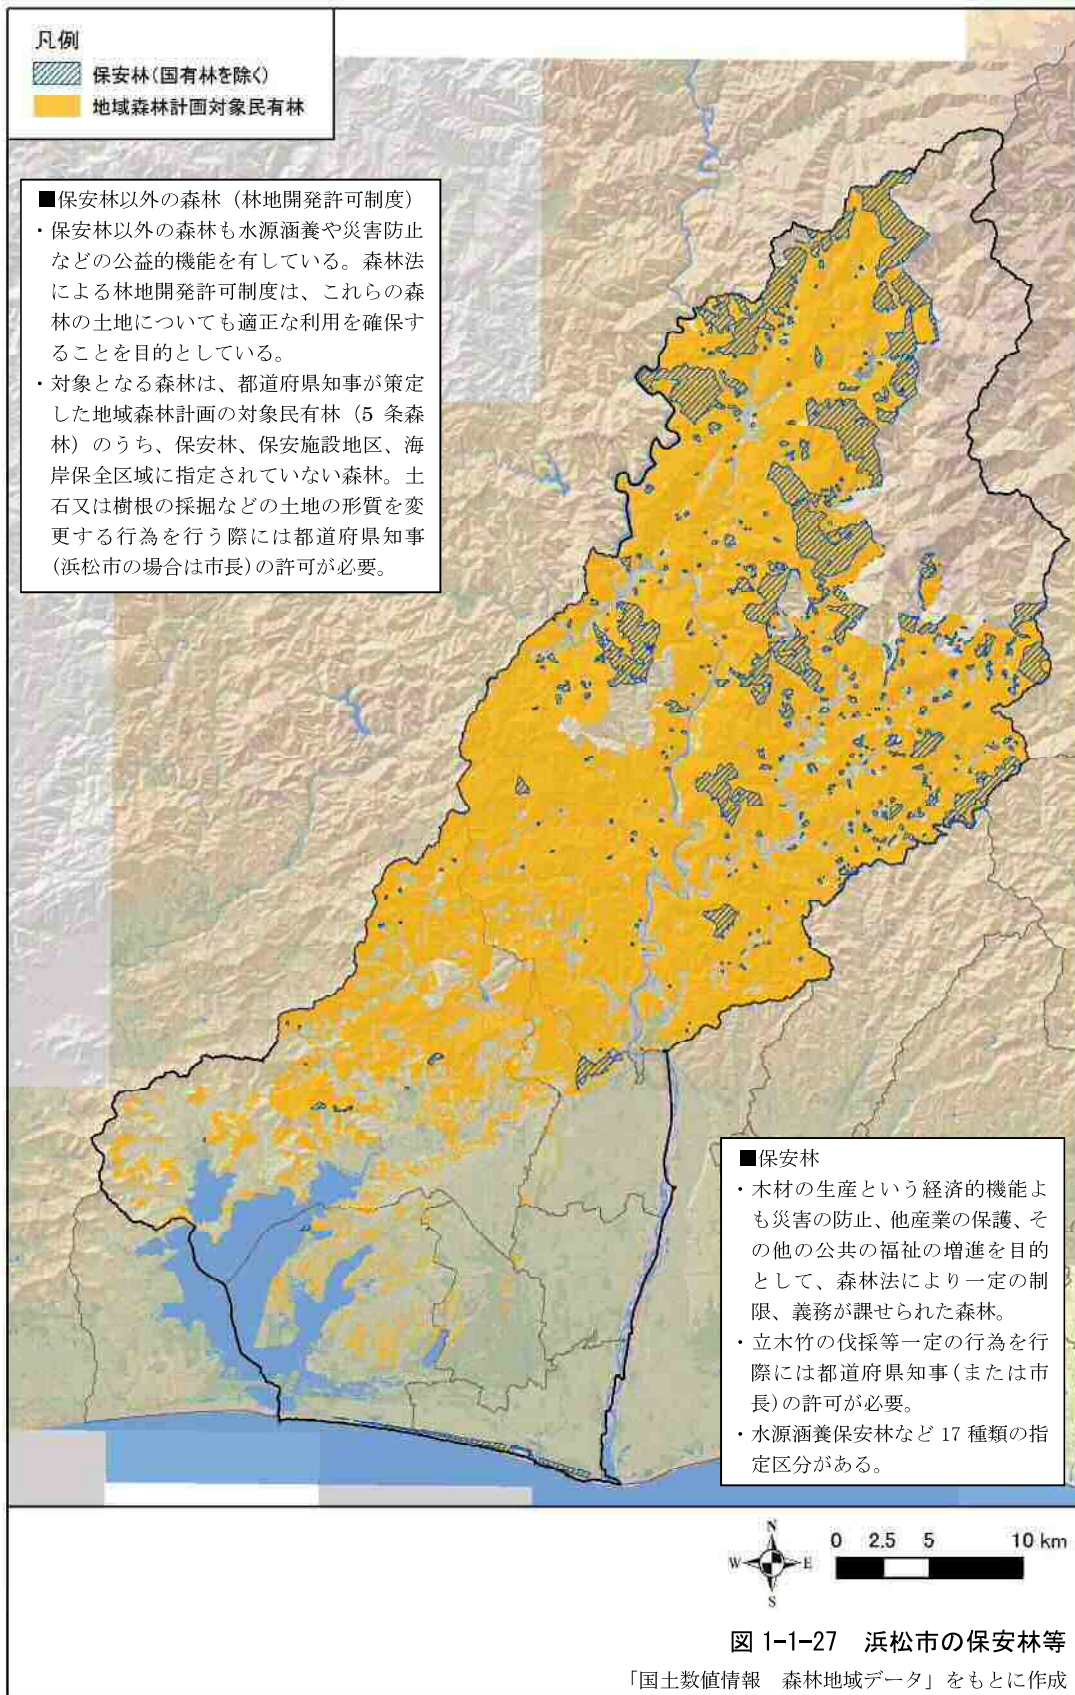 凡例
保安林(国有林を除く)
地域森林計画対象民有林
■保安林以外の森林（林地開発許可制度）
・保安林以外の森林も水源涵養や災害防止
などの公益的機能を有している。森林法
による林地開発許可制度は、これらの森
林の土地についても適正な利用を確保す
ることを目的としている。
・対象となる森林は、都道府県知事が策定
した地域森林計画の対象民有林（5 条森
林）のうち、保安林、保安施設地区、海
岸保全区域に指定されていない森林。土
石又は樹根の採掘などの土地の形質を変
更する行為を行う際には都道府県知事
(浜松市の場合は市長)の許可が必要。
■保安林
・木材の生産という経済的機能よ
も災害の防止、他産業の保護、そ
の他の公共の福祉の増進を目的
として、森林法により一定の制
限、義務が課せられた森林。
・立木竹の伐採等一定の行為を行
際には都道府県知事(または市
長)の許可が必要。
・水源涵養保安林など 17 種類の指
定区分がある。
N
W E
S
0 2.5 5 10 km
図 1-1-27 浜松市の保安林等
「国土数値情報 森林地域データ」をもとに作成